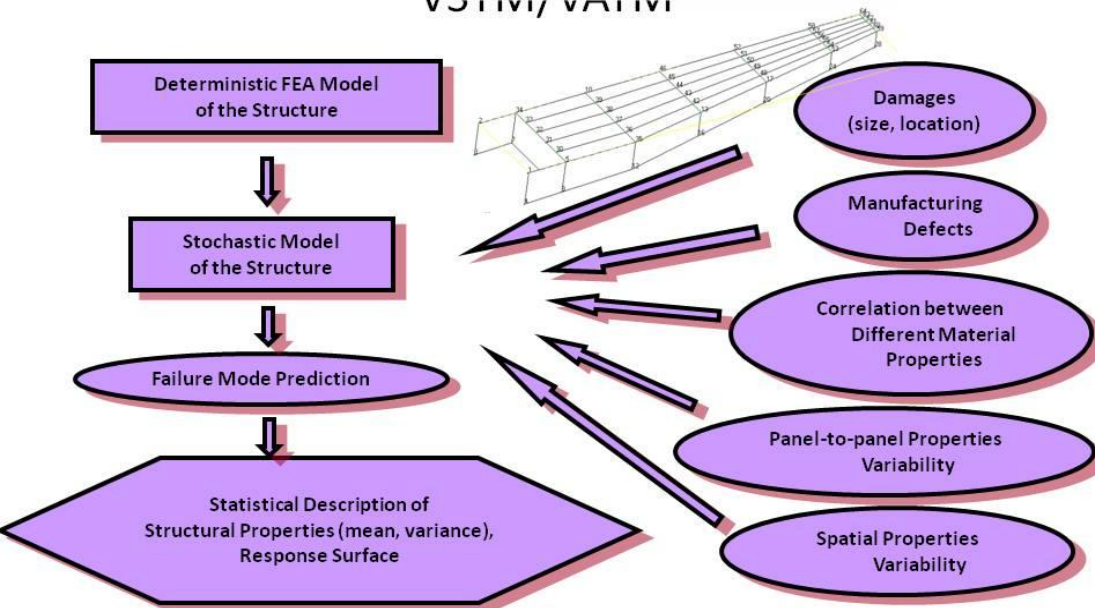 VSTM/VATM
Deterministic FEA Model
of the Structure
Damages
(size, location)
Manufacturing
Defects
Stochastic Model
of the Structure
Correlation between
Different Material
Properties
Failure Mode Prediction
Panel-to-panel Properties
Variability
Statistical Description of
Structural Properties (mean, variance),
Response Surface
Spatial Properties
Variability